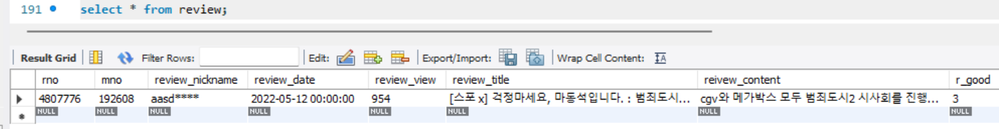 191 select * from review;
Result Grid Filter Rows: Edit: Export/Import: Wrap Cell Content: IA
rno mno review_nickname review_date review_view review_title reivew_content r_good
4807776 192608 aasd**** 2022-05-12 00:00:00 954 [스포 x] 걱정마세요, 마동석입니다. : 범죄도시... cgv와 메가박스 모두 범죄도시2 시사회를 진행... 3
NULL NULL NULL NULL NULL NULL NULL NULL